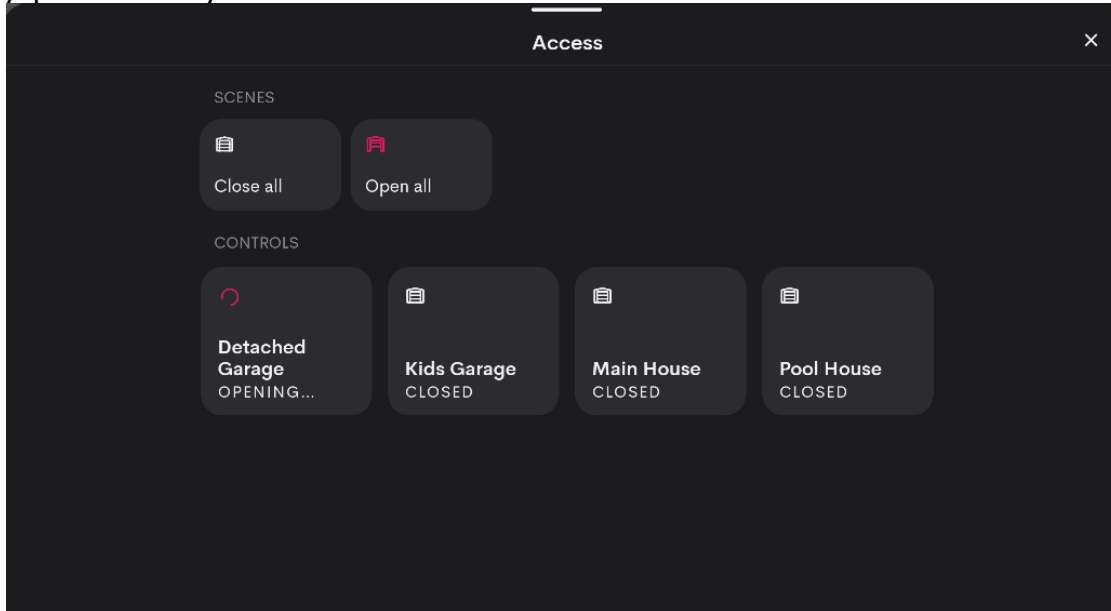 Access
SCENES
Close all
Open all
CONTROLS
Detached
Garage
OPENING...
Kids Garage
CLOSED
Main House
CLOSED
Pool House
CLOSED